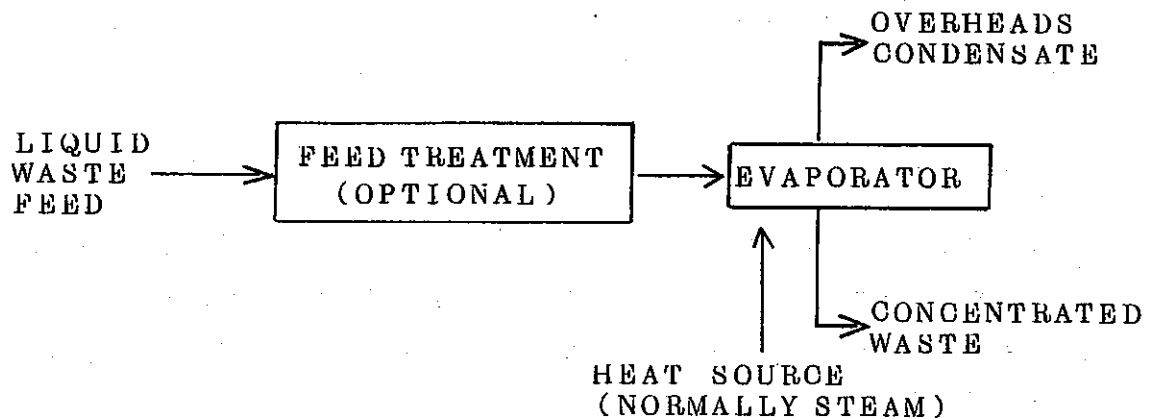 OVERHEADS
CONDENSATE
LIQUID
WASTE
FEED
FEED TREATMENT
(OPTIONAL)
EVAPORATOR
CONCENTRATED
WASTE
HEAT SOURCE
(NORMALLY STEAM)